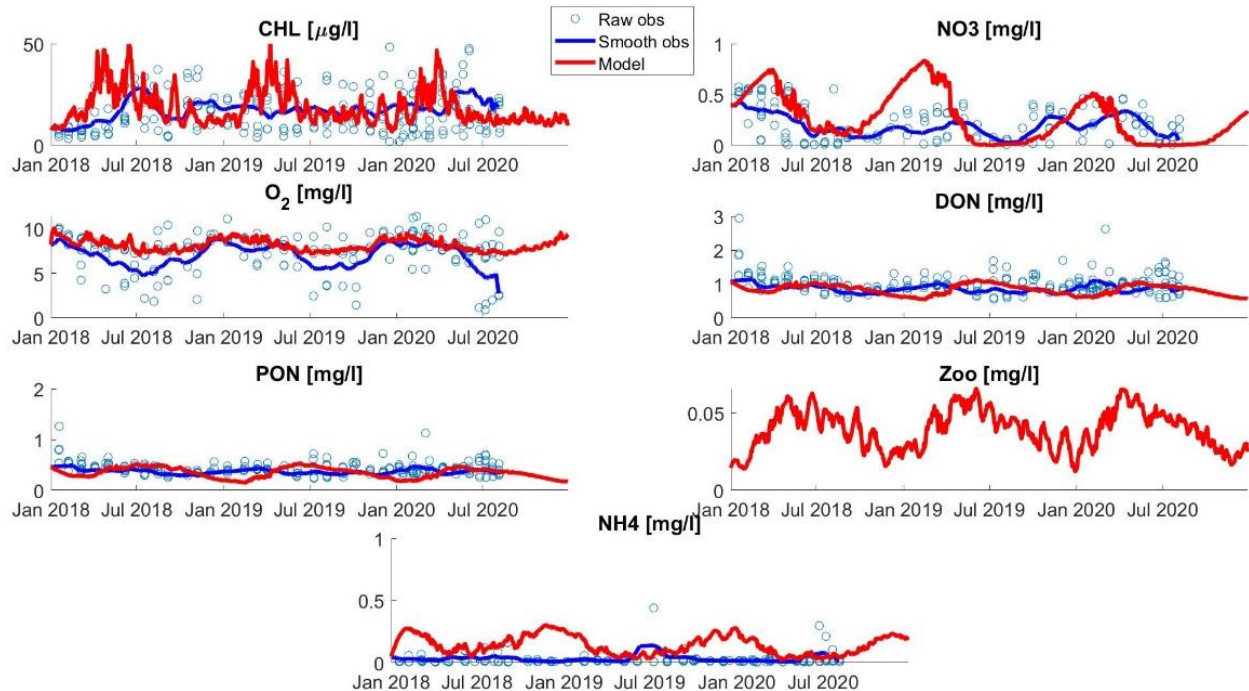 CHL [µg/l]
50
0
Jan 2018 Jul 2018 Jan 2019 Jul 2019 Jan 2020 Jul 2020
Raw obs
Smooth obs
Model
NO3 [mg/l]
1
0.5
0
Jan 2018 Jul 2018 Jan 2019 Jul 2019 Jan 2020 Jul 2020
O2 [mg/l]
10
5
0
Jan 2018 Jul 2018 Jan 2019 Jul 2019 Jan 2020 Jul 2020
DON [mg/l]
3
2
1
0
Jan 2018 Jul 2018 Jan 2019 Jul 2019 Jan 2020 Jul 2020
PON [mg/l]
2
1
0
Jan 2018 Jul 2018 Jan 2019 Jul 2019 Jan 2020 Jul 2020
Zoo [mg/l]
0.05
0
Jan 2018 Jul 2018 Jan 2019 Jul 2019 Jan 2020 Jul 2020
NH4 [mg/l]
1
0.5
0
Jan 2018 Jul 2018 Jan 2019 Jul 2019 Jan 2020 Jul 2020